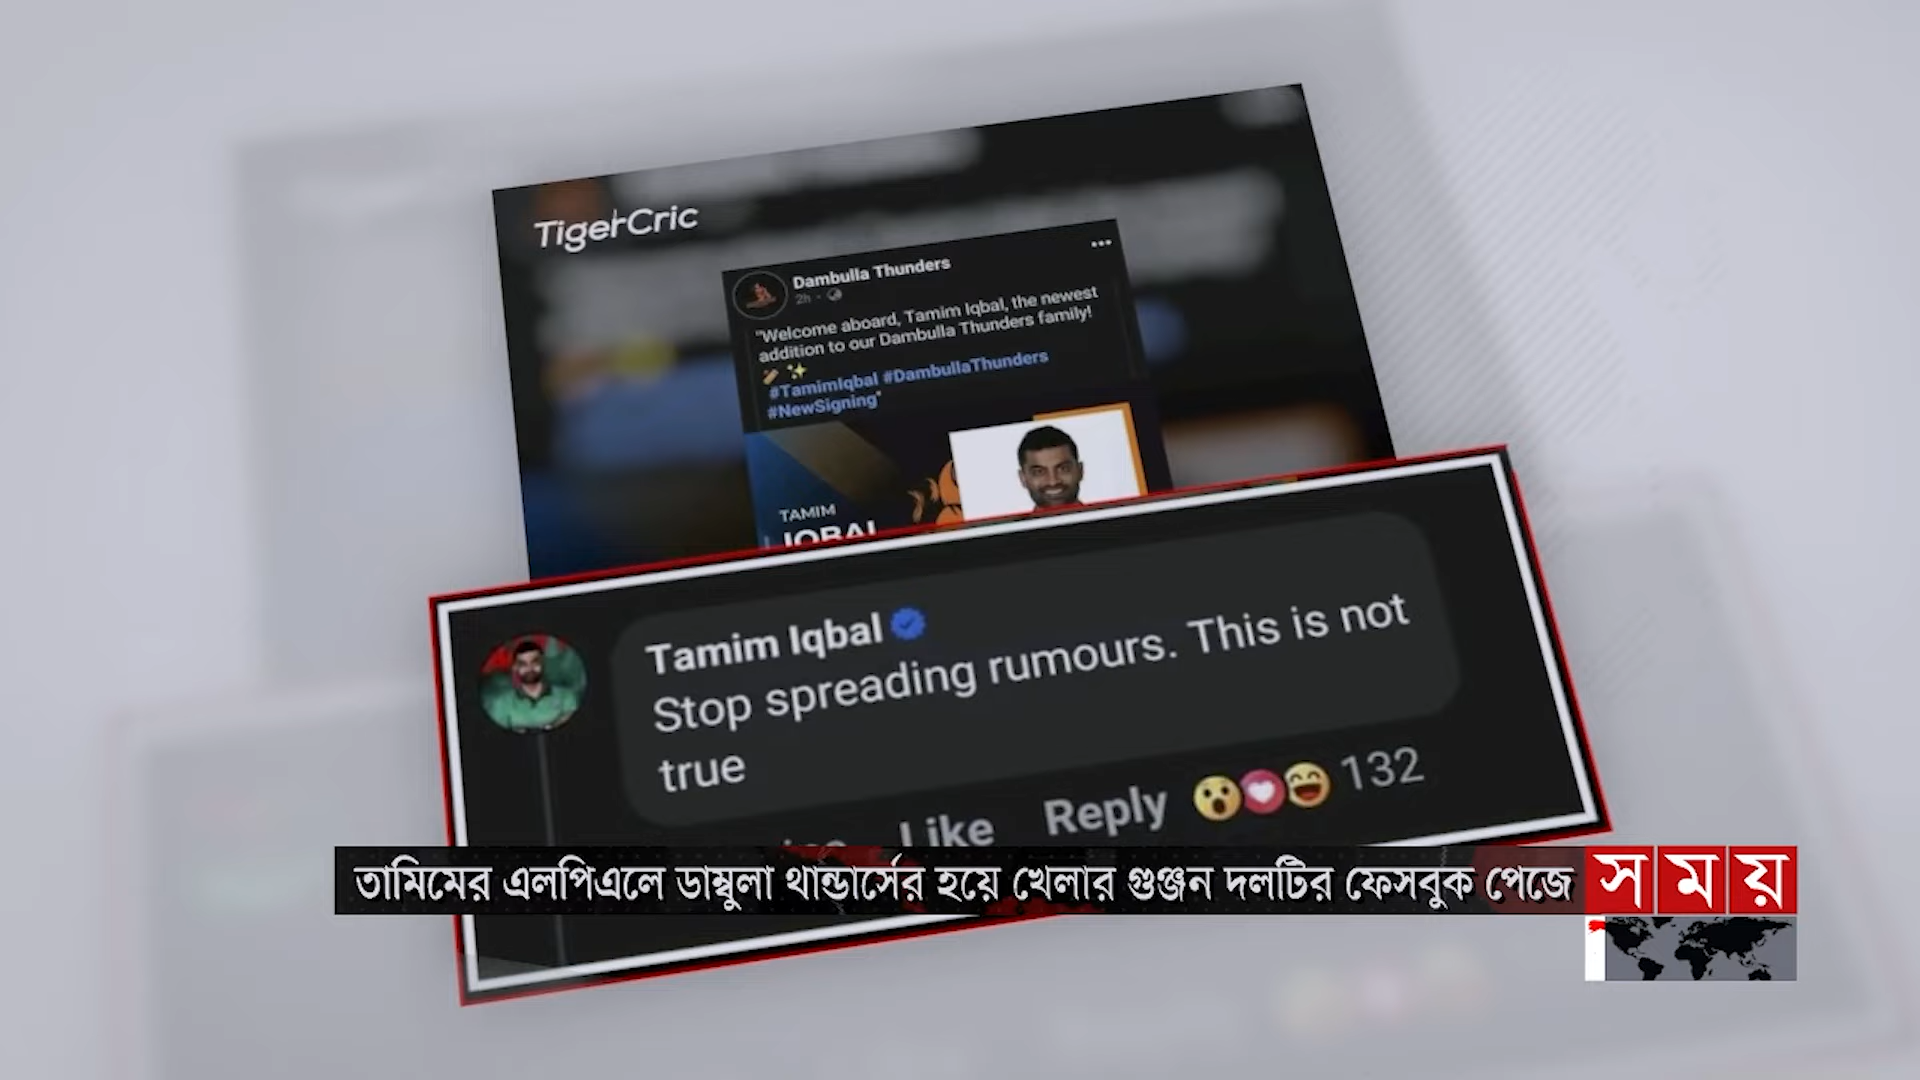 TigerCric
Dambulla Thunders
2h
"Welcome aboard, Tamim Iqbal, the newest
addition to our Dambulla Thunders family!
#TamimIqbal #DambullaThunders
#NewSigning"
TAMIM
IQBAL
Tamim Iqbal
Stop spreading rumours. This is not
true
Like Reply 132
তামিমের এলপিএলে ডাম্বুলা থান্ডার্সের হয়ে খেলার গুঞ্জন দলটির ফেসবুক পেজে
সময়